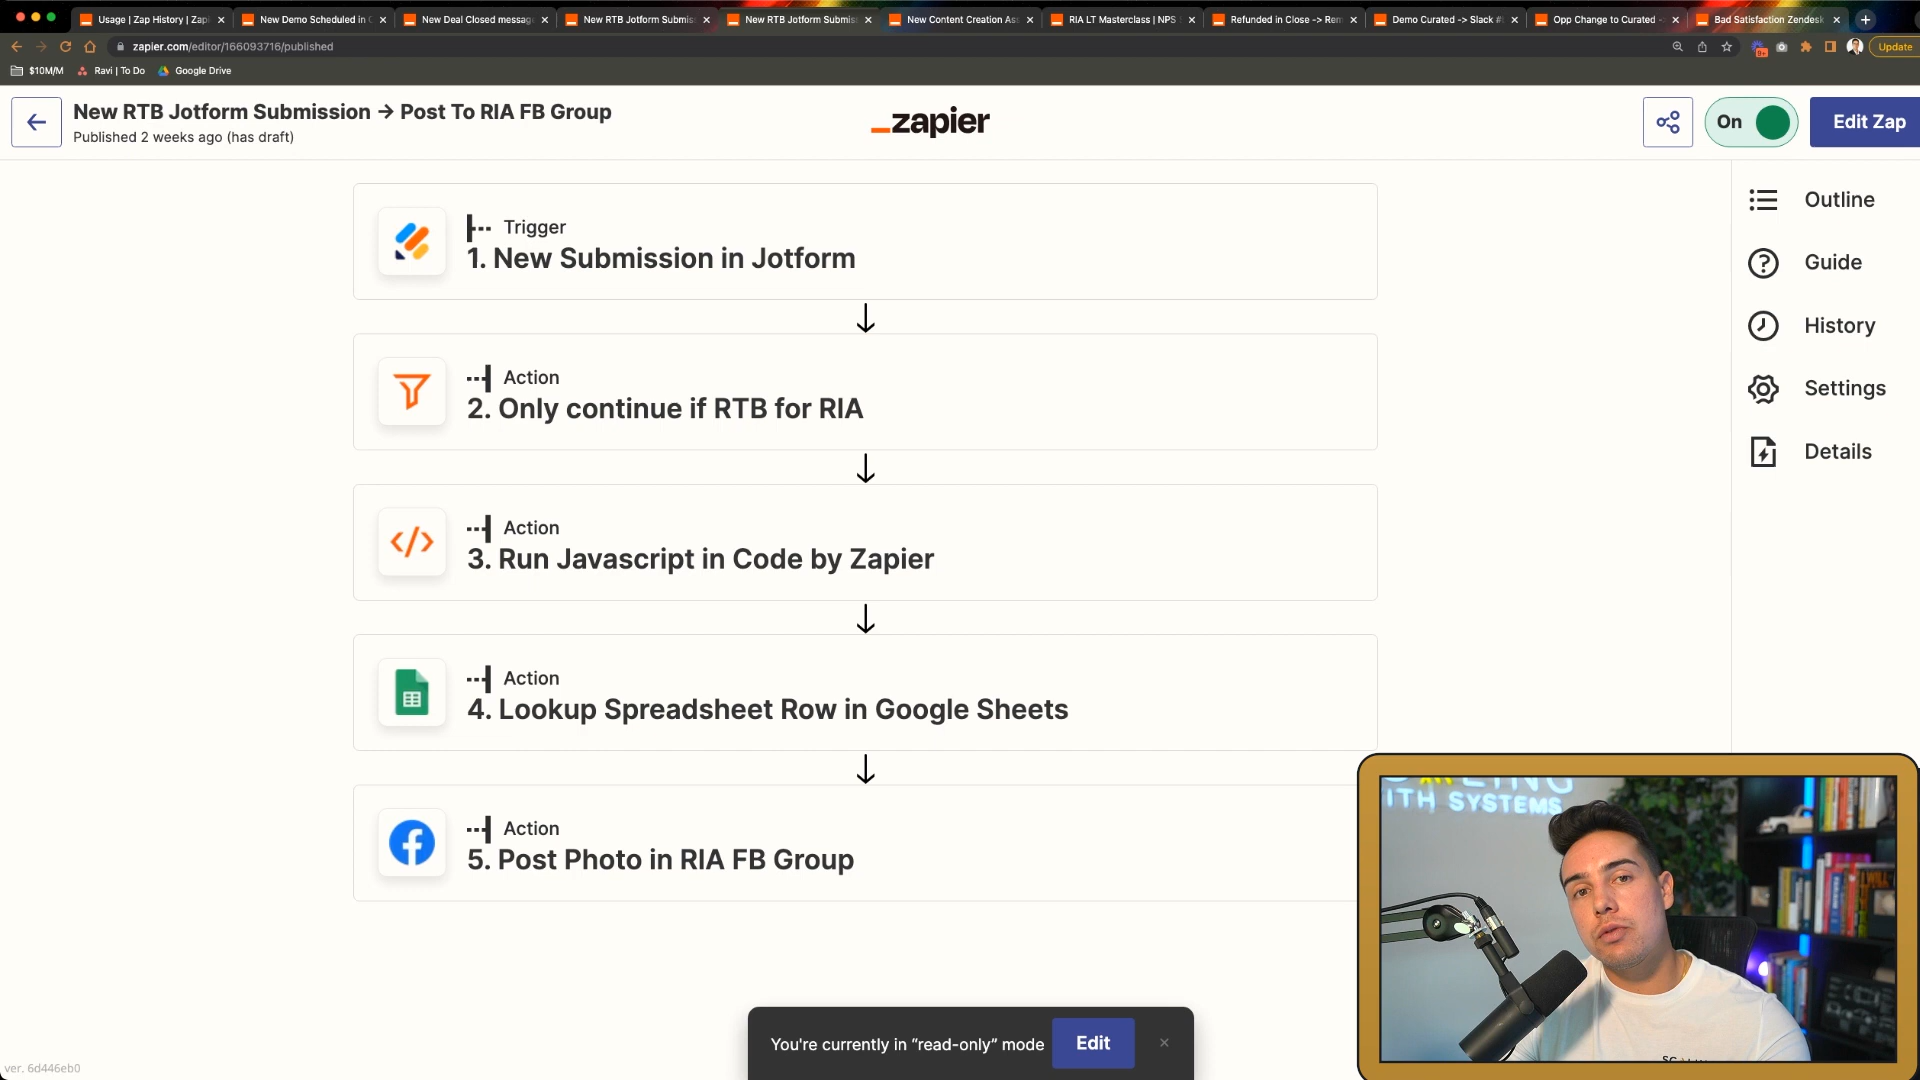 Usage | Zap History | Zapi
New Demo Scheduled in C
New Deal Closed messag
New RTB Jotform Submis
New RTB Jotform Submis
New Content Creation As
RIA LT Masterclass | NPS
Refunded in Close -> Rem
Demo Curated -> Slack #
Opp Change to Curated -
Bad Satisfaction Zendesk
zapier.com/editor/166093716/published
Update
$10M/M
Ravi | To Do
Google Drive
New RTB Jotform Submission → Post To RIA FB Group
Published 2 weeks ago (has draft)
_zapier
On
Edit Zap
Trigger
1. New Submission in Jotform
Action
2. Only continue if RTB for RIA
Action
3. Run Javascript in Code by Zapier
Action
4. Lookup Spreadsheet Row in Google Sheets
Action
5. Post Photo in RIA FB Group
Outline
Guide
History
Settings
Details
ITH SYSTEMS
You're currently in “read-only” mode
Edit
ver. 6d446eb0